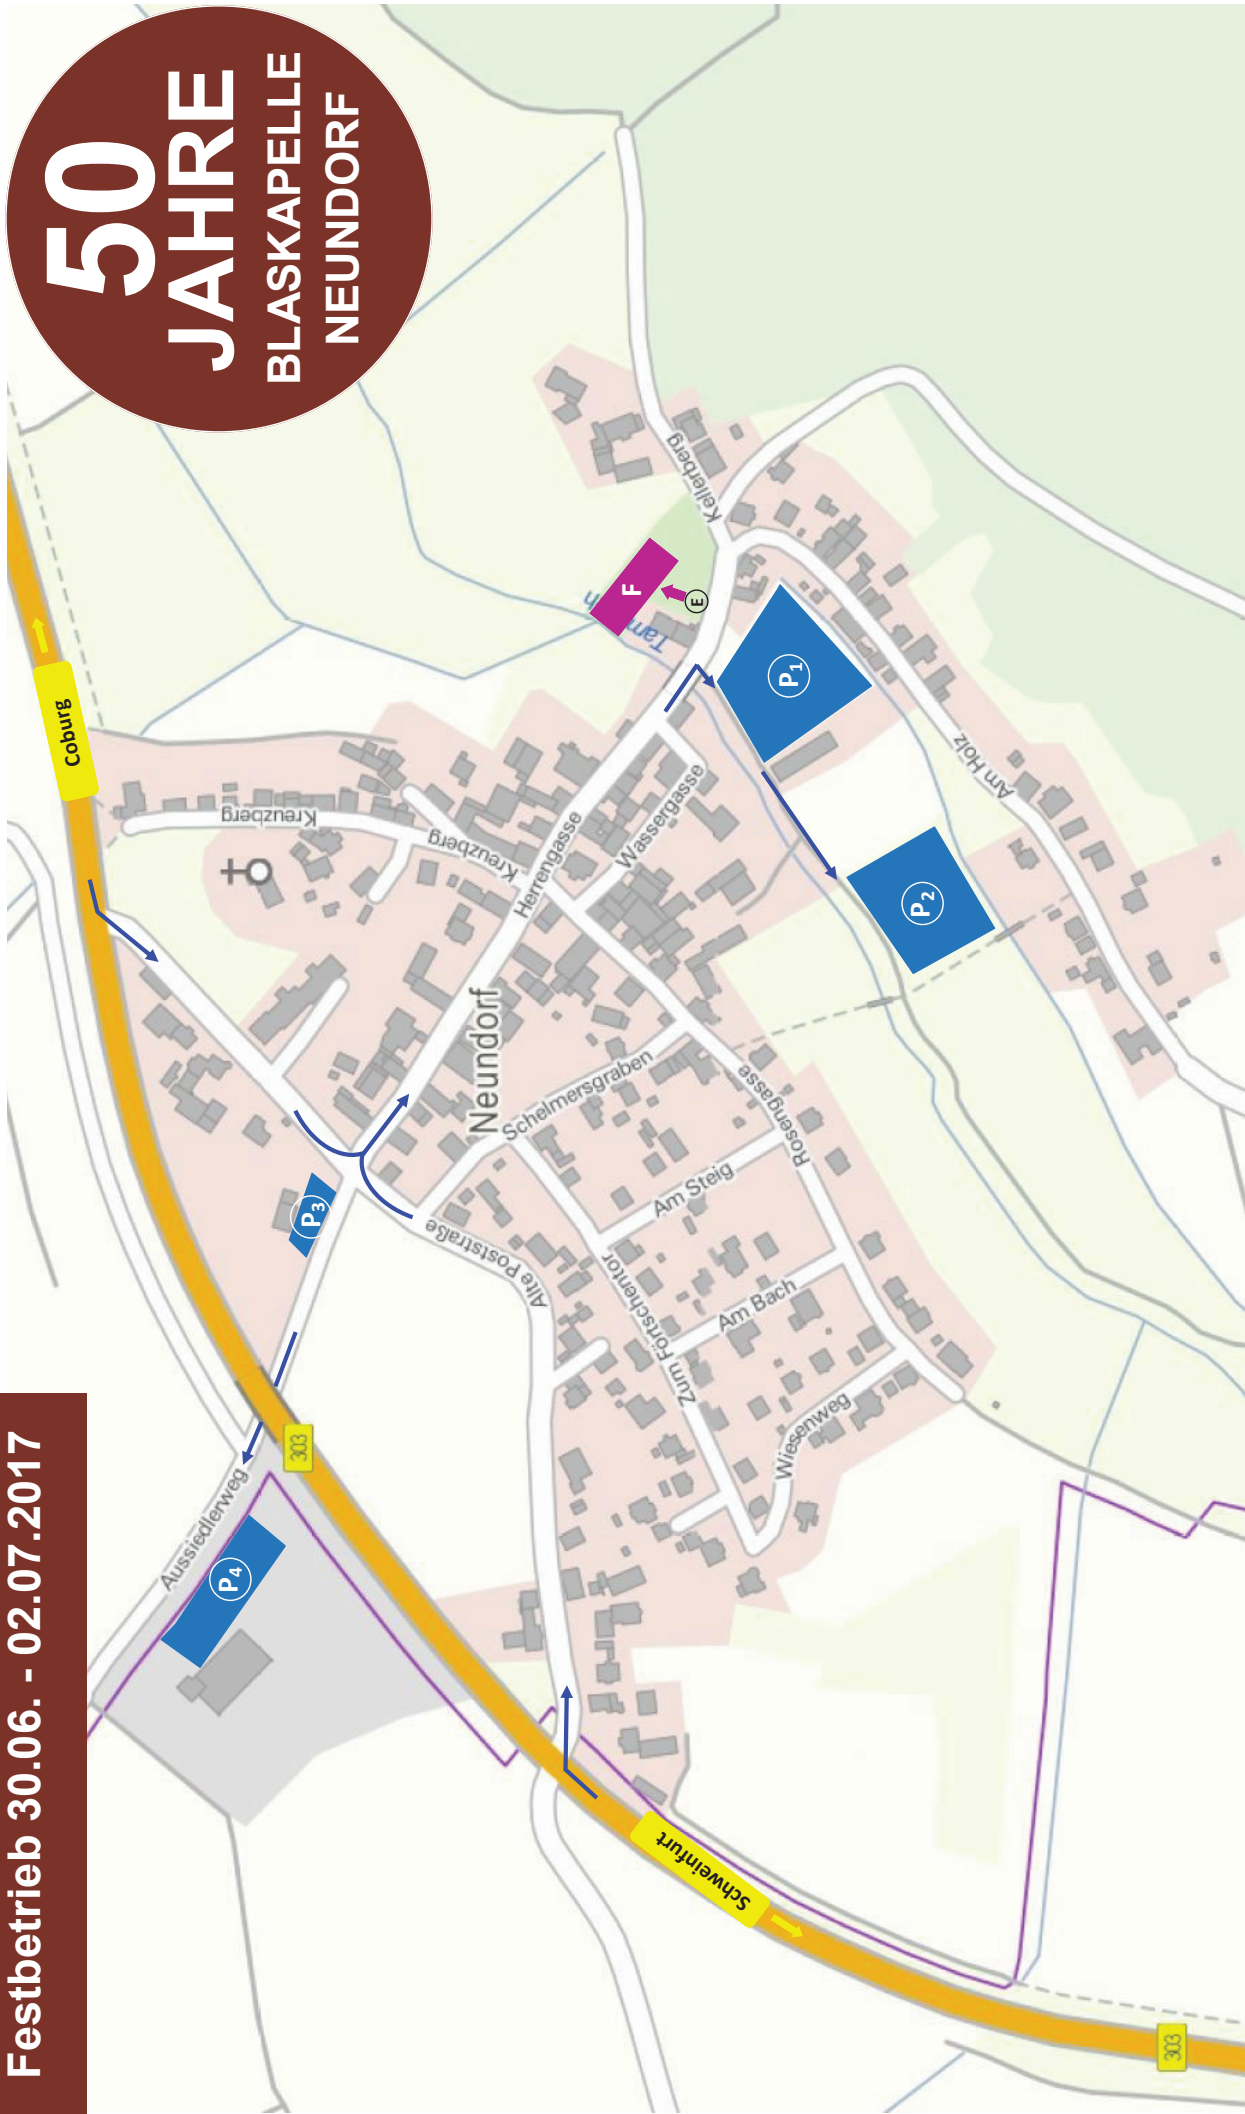 50
JAHRE
BLASKAPELLE
NEUNDORF
Festbetrieb 30.06. - 02.07.2017
Coburg
Kreuzberg
Kreuzberg
Herrengasse
Wassergasse
Kellerberg
F
E
P1
P2
Am Holz
Neundorf
Schelmersgraben
Rosengasse
Am Steig
Am Bach
Zum Förtschentor
Wiesenweg
Alte Poststraße
P3
303
Aussiedlerweg
P4
Schweinfurt
303